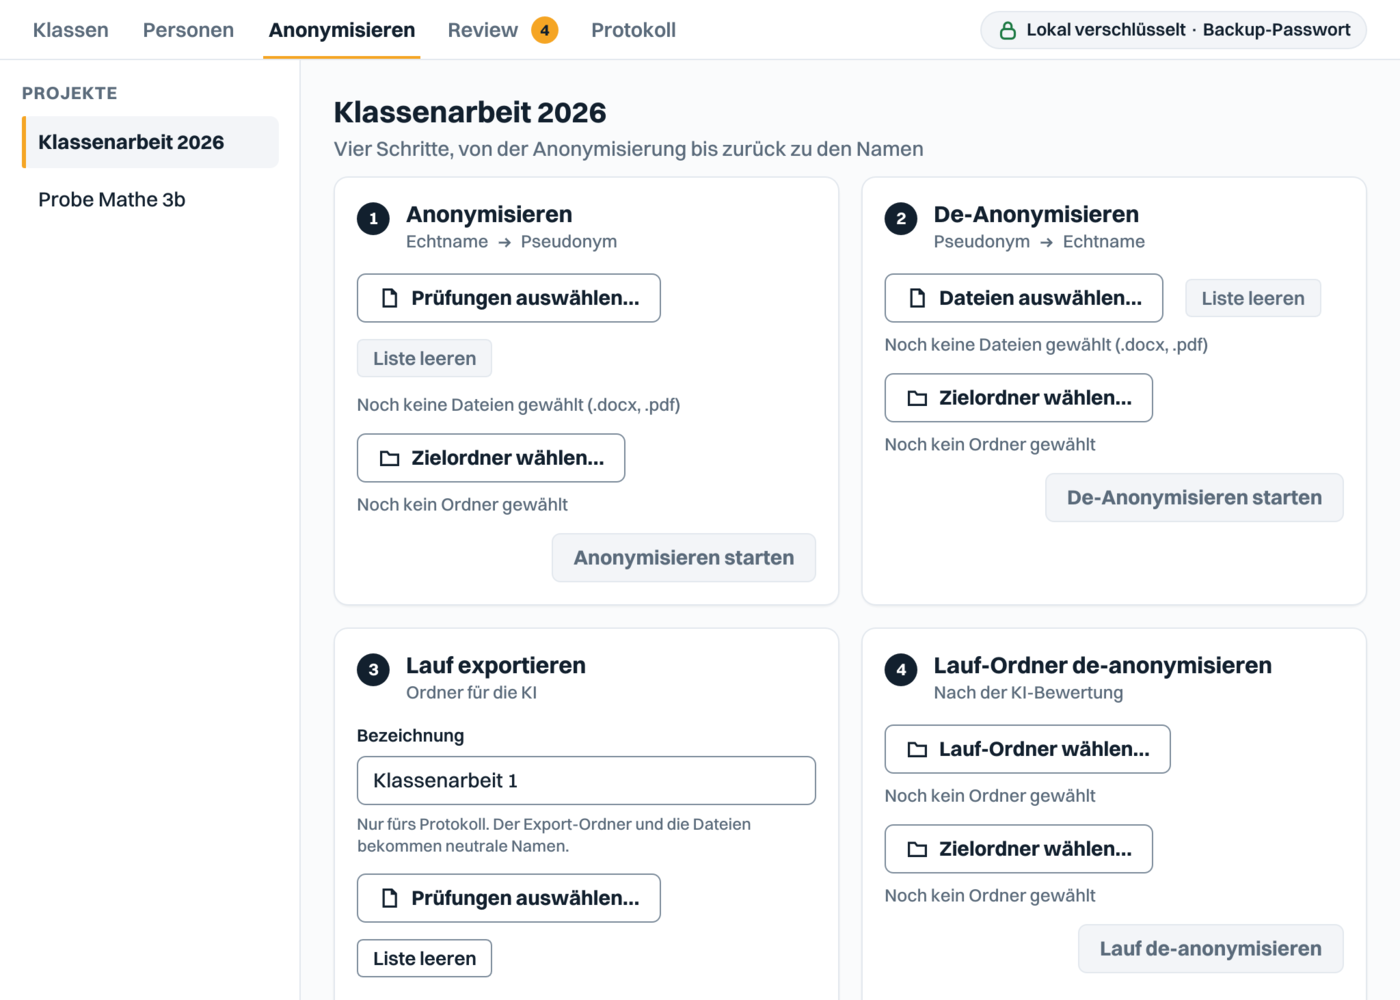 Klassen
Personen
Anonymisieren
Review 4
Protokoll
Lokal verschlüsselt · Backup-Passwort
PROJEKTE
Klassenarbeit 2026
Probe Mathe 3b
Klassenarbeit 2026
Vier Schritte, von der Anonymisierung bis zurück zu den Namen
1 Anonymisieren
Echtname → Pseudonym
Prüfungen auswählen...
Liste leeren
Noch keine Dateien gewählt (.docx, .pdf)
Zielordner wählen...
Noch kein Ordner gewählt
Anonymisieren starten
2 De-Anonymisieren
Pseudonym → Echtname
Dateien auswählen...
Liste leeren
Noch keine Dateien gewählt (.docx, .pdf)
Zielordner wählen...
Noch kein Ordner gewählt
De-Anonymisieren starten
3 Lauf exportieren
Ordner für die KI
Bezeichnung
Klassenarbeit 1
Nur fürs Protokoll. Der Export-Ordner und die Dateien
bekommen neutrale Namen.
Prüfungen auswählen...
Liste leeren
4 Lauf-Ordner de-anonymisieren
Nach der KI-Bewertung
Lauf-Ordner wählen...
Noch kein Ordner gewählt
Zielordner wählen...
Noch kein Ordner gewählt
Lauf de-anonymisieren